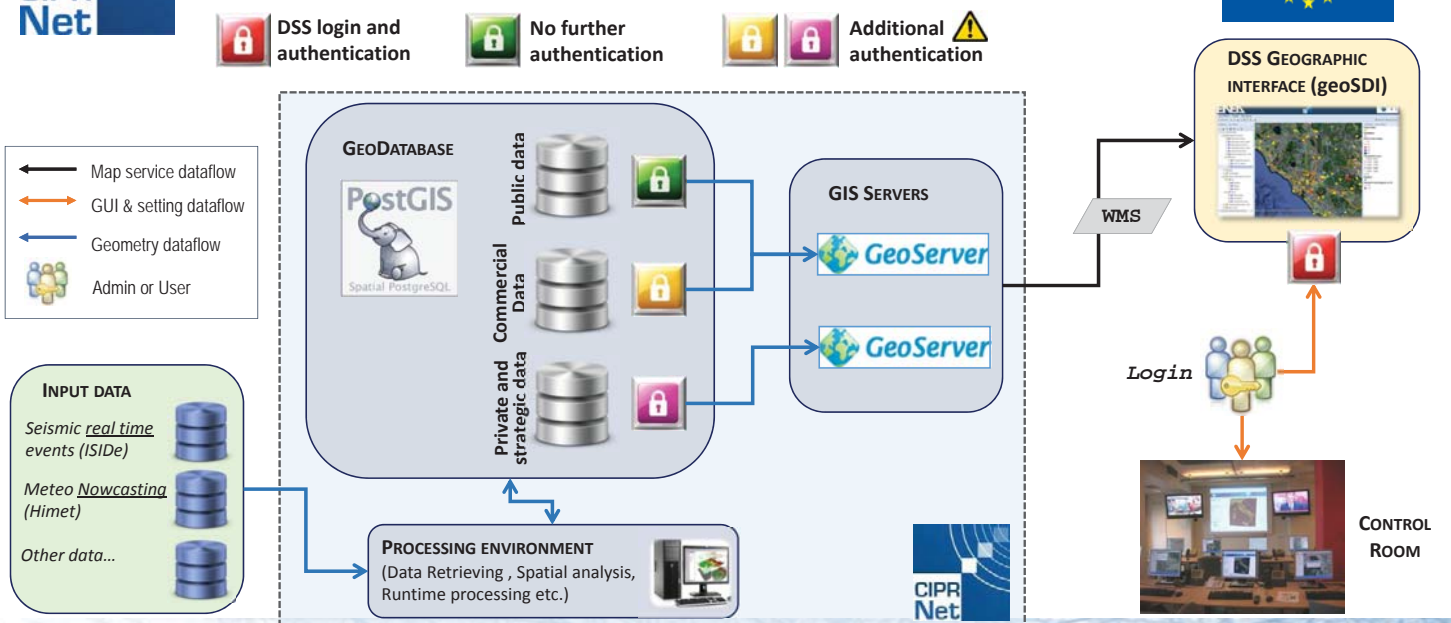 CIPR
Net
DSS login and
authentication
No further
authentication
Additional
authentication
DSS GEOGRAPHIC
INTERFACE (geoSDI)
Map service dataflow
GUI & setting dataflow
Geometry dataflow
Admin or User
GEODATABASE
PostGIS
Spatial PostgreSQL
Public data
Commercial
Data
Private and
strategic data
GIS SERVERS
GeoServer
GeoServer
WMS
Login
INPUT DATA
Seismic real time
events (ISIDe)
Meteo Nowcasting
(Himet)
Other data...
PROCESSING ENVIRONMENT
(Data Retrieving , Spatial analysis,
Runtime processing etc.)
CIPR
Net
CONTROL
ROOM